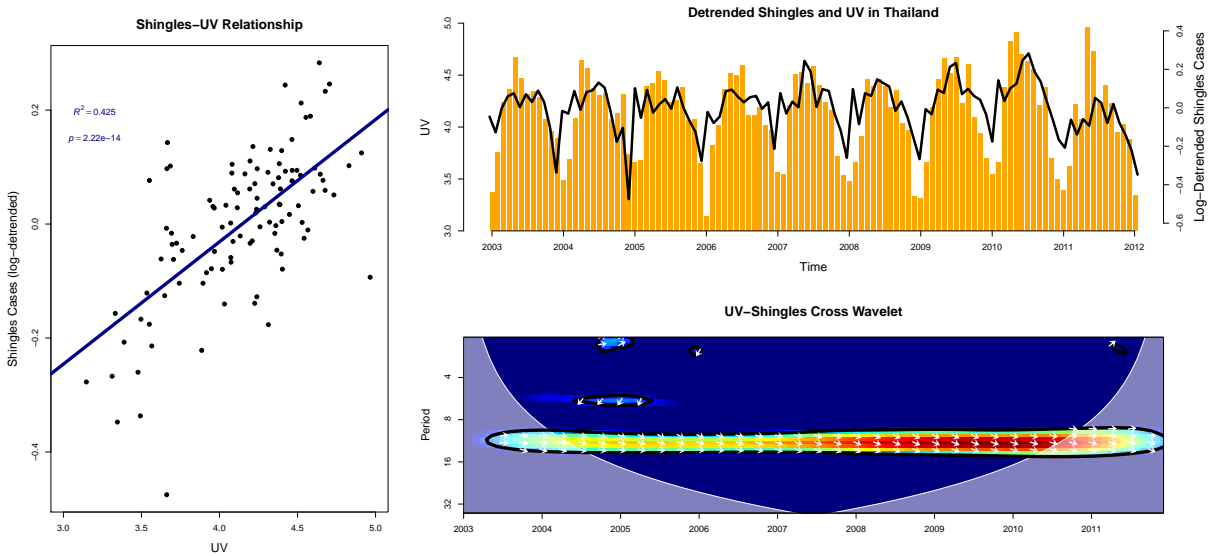 Shingles−UV Relationship
R² = 0.425
p = 2.22e−14
Shingles Cases (log−detrended)
0.2
0.0
−0.2
−0.4
3.0 3.5 4.0 4.5 5.0
UV
Detrended Shingles and UV in Thailand
UV
5.0
4.5
4.0
3.5
3.0
0.4
0.2
0.0
−0.2
−0.4
−0.6
Log−Detrended Shingles Cases
2003 2004 2005 2006 2007 2008 2009 2010 2011 2012
Time
UV−Shingles Cross Wavelet
Period
4
8
16
32
2003 2004 2005 2006 2007 2008 2009 2010 2011